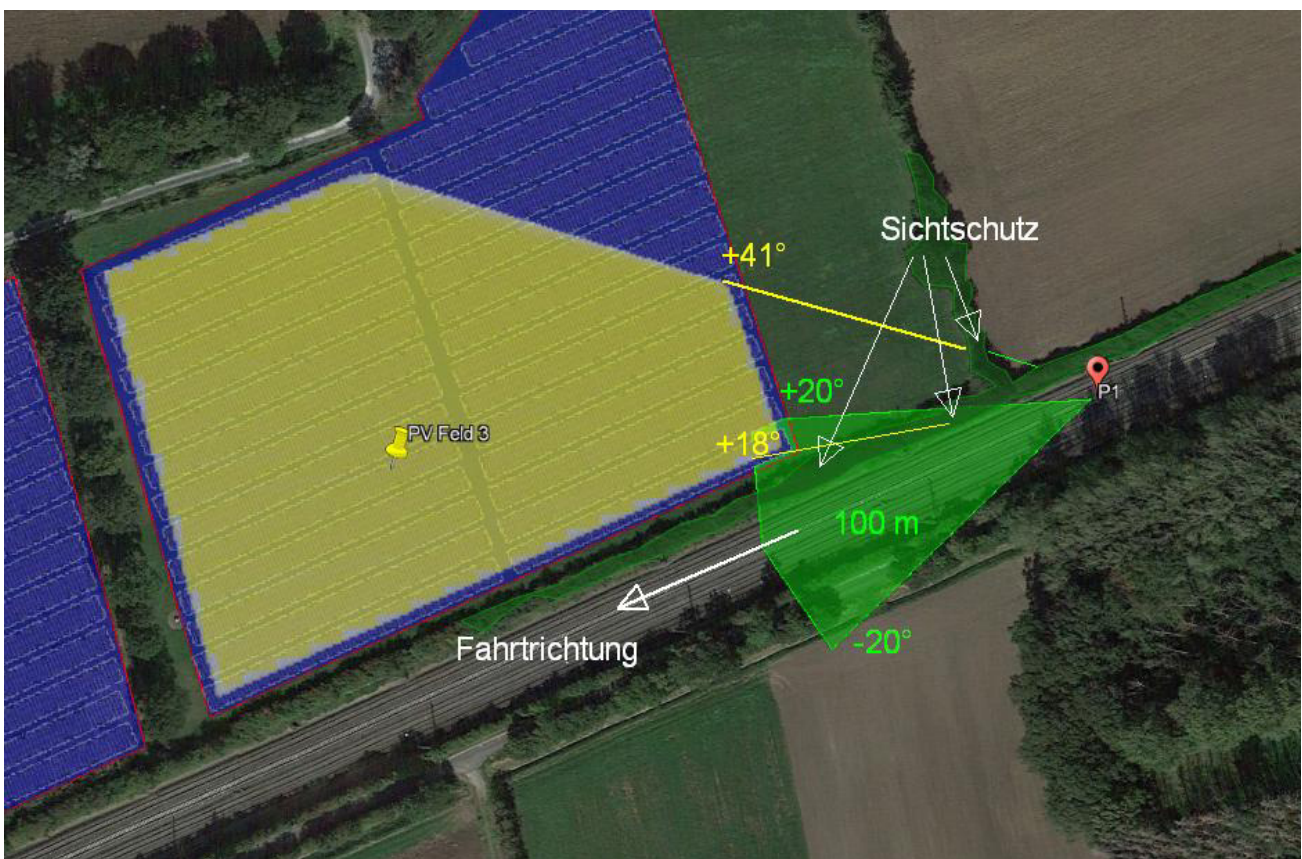 Sichtschutz
+41°
P1
+20°
PV Feld 3
+18°
100 m
Fahrtrichtung
-20°